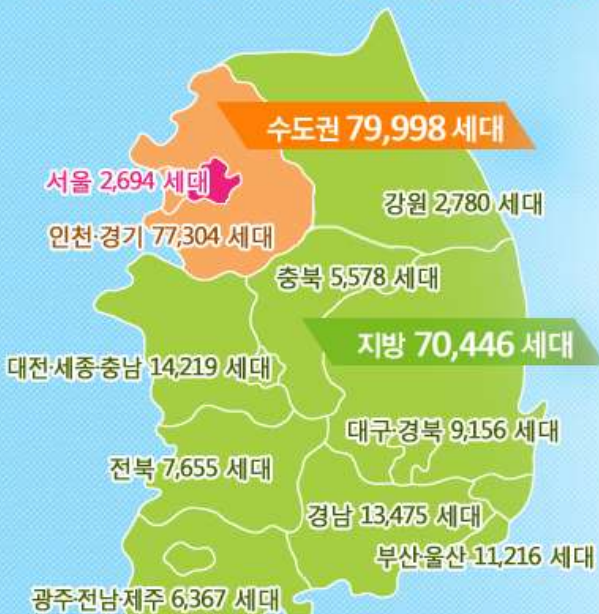 수도권 79,998 세대
서울 2,694 세대
강원 2,780 세대
인천·경기 77,304 세대
충북 5,578 세대
지방 70,446 세대
대전·세종·충남 14,219 세대
대구·경북 9,156 세대
전북 7,655 세대
경남 13,475 세대
부산·울산 11,216 세대
광주·전남·제주 6,367 세대